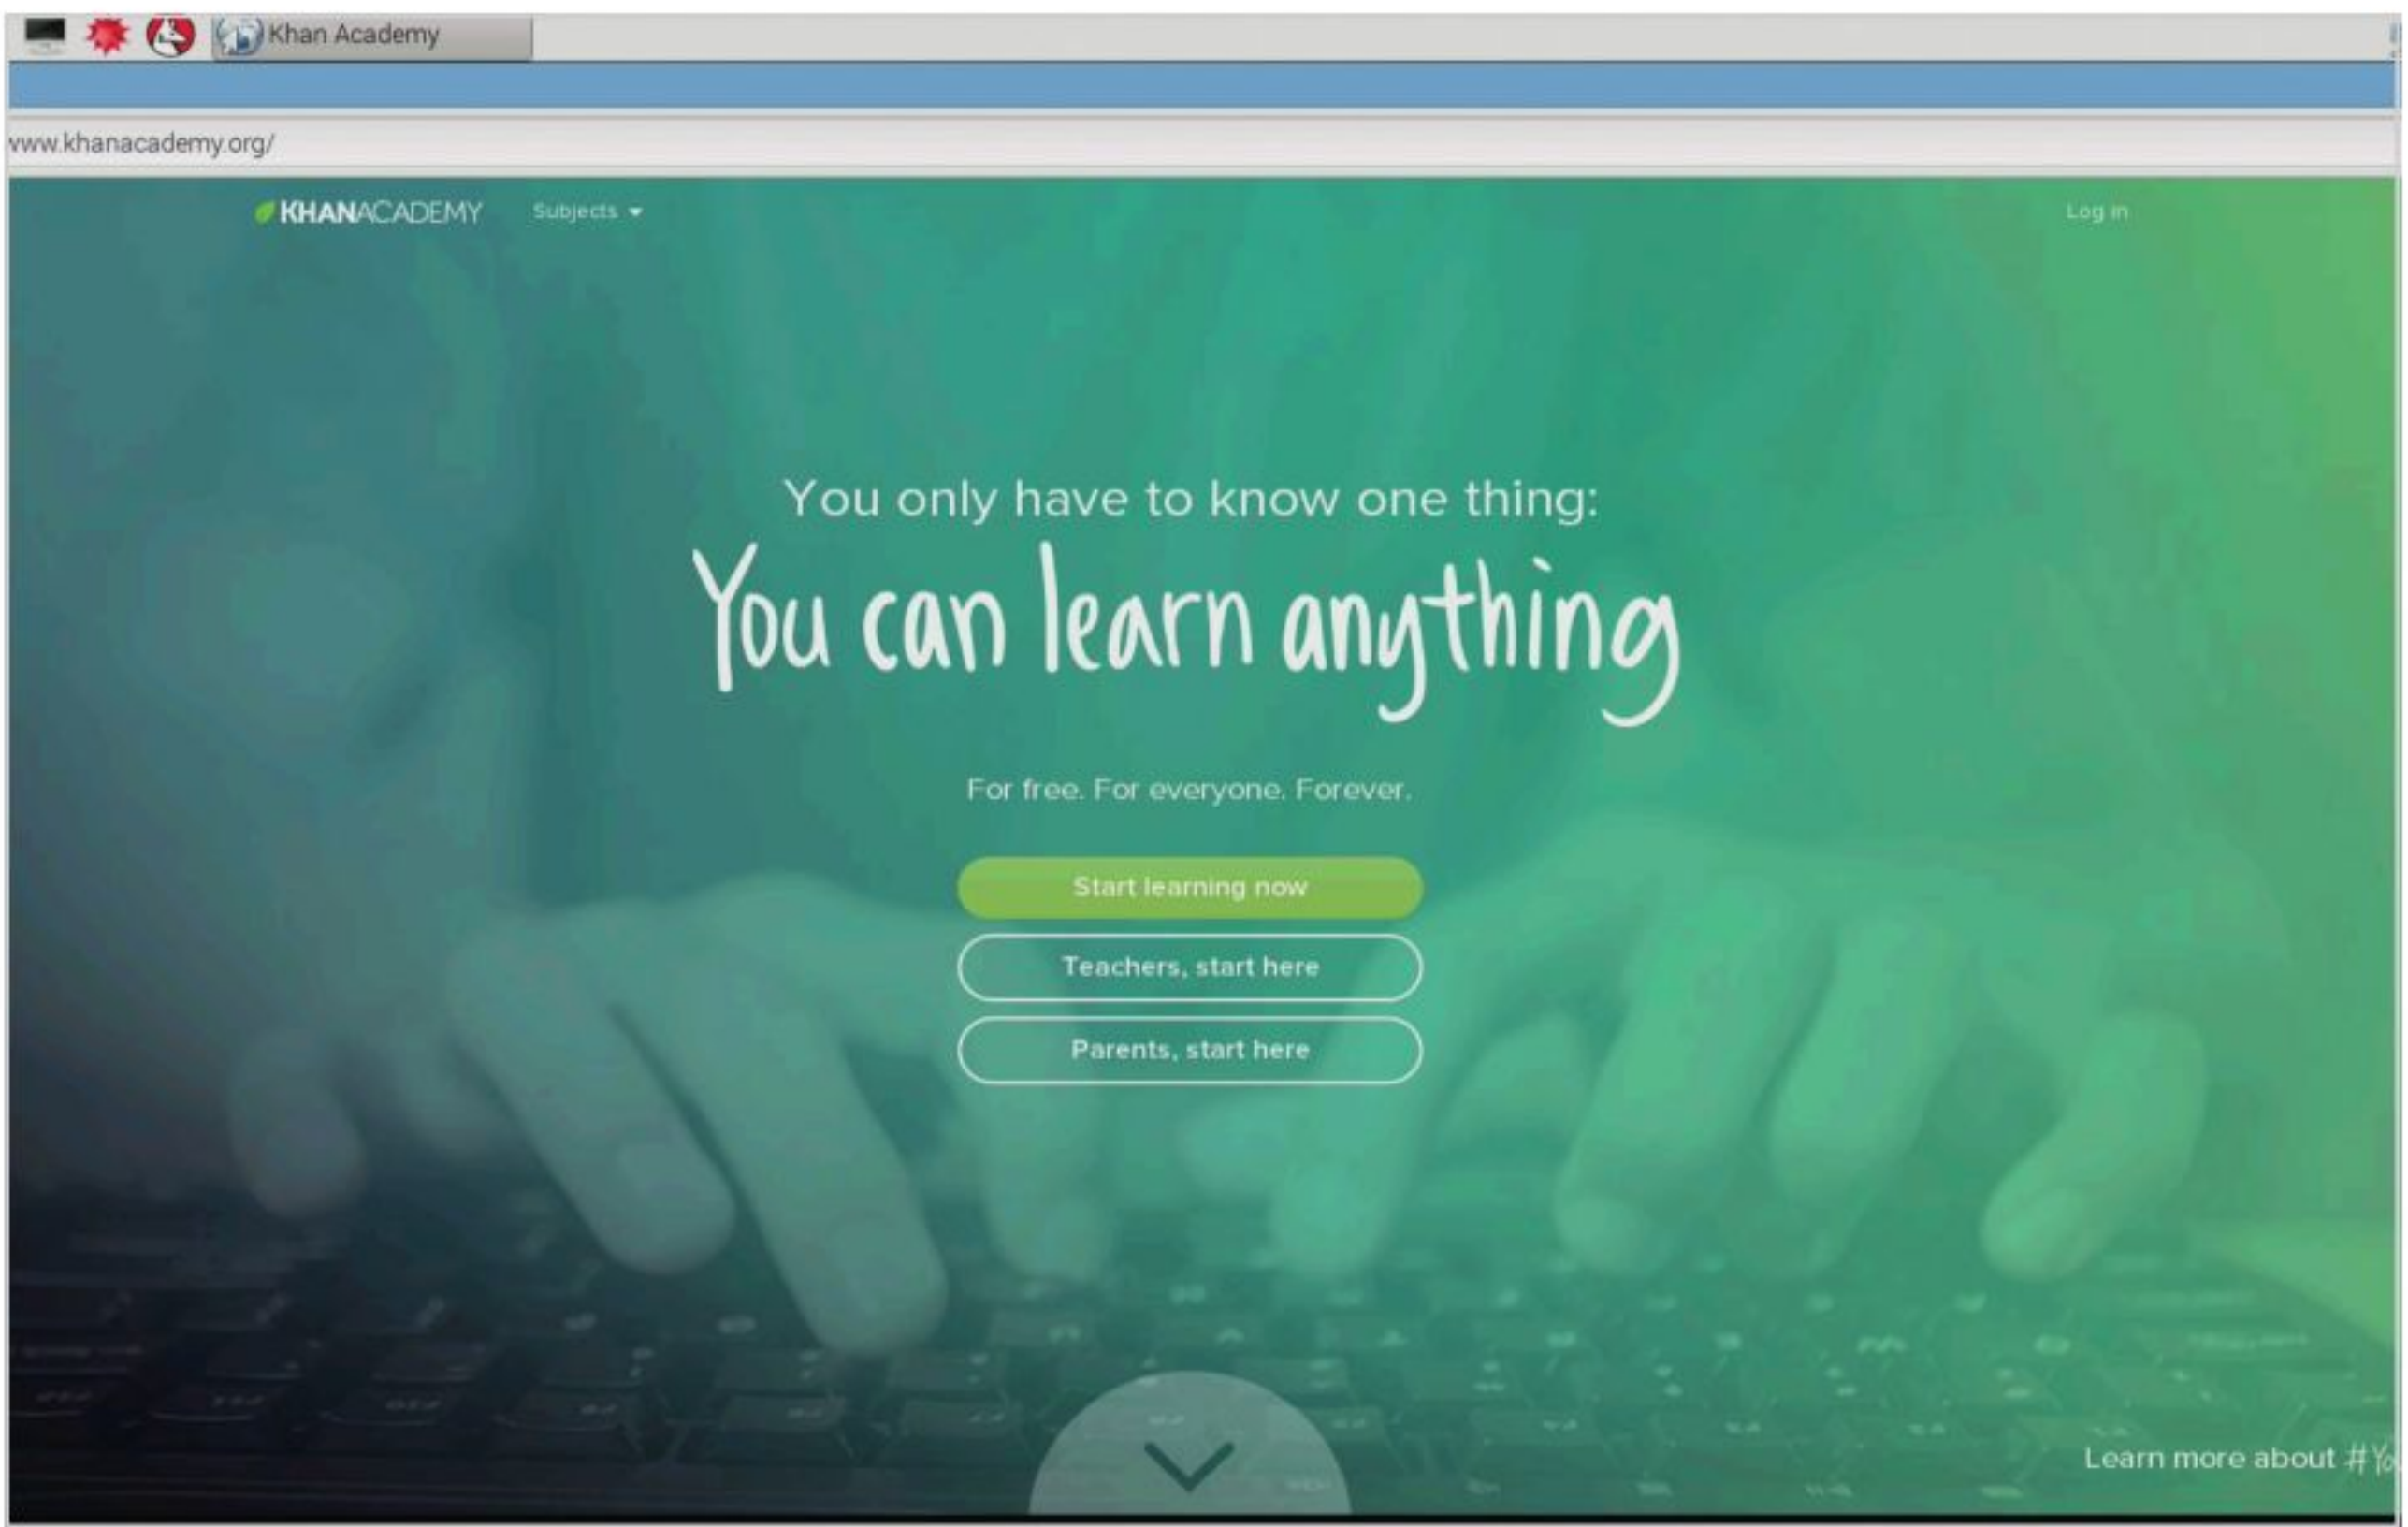 Khan Academy
www.khanacademy.org/
KHANACADEMY Subjects Log in
You only have to know one thing:
You can learn anything
For free. For everyone. Forever.
Start learning now
Teachers, start here
Parents, start here
Learn more about #Yo